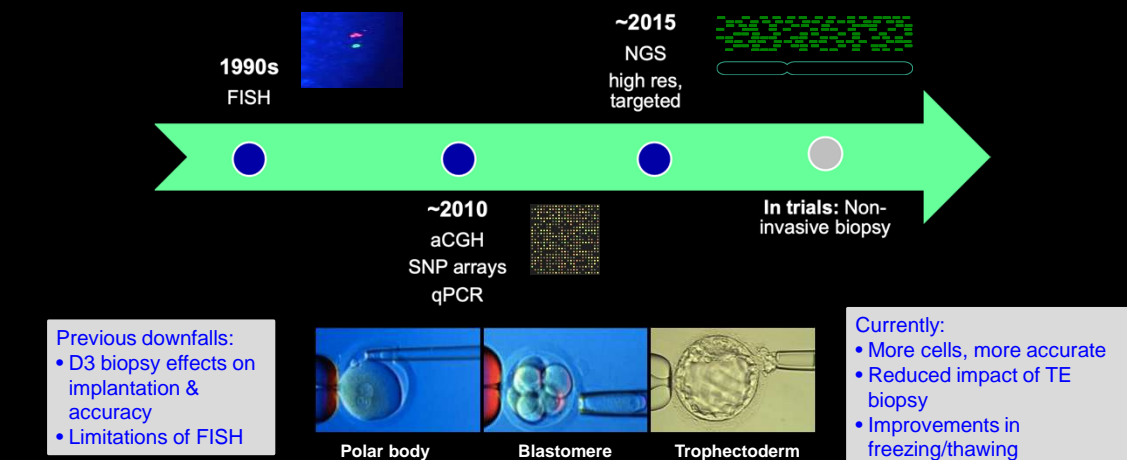 1990s
FISH
~2015
NGS
high res,
targeted
~2010
aCGH
SNP arrays
qPCR
In trials: Non-
invasive biopsy
Previous downfalls:
• D3 biopsy effects on
implantation &
accuracy
• Limitations of FISH
Polar body
Blastomere
Trophectoderm
Currently:
• More cells, more accurate
• Reduced impact of TE
biopsy
• Improvements in
freezing/thawing